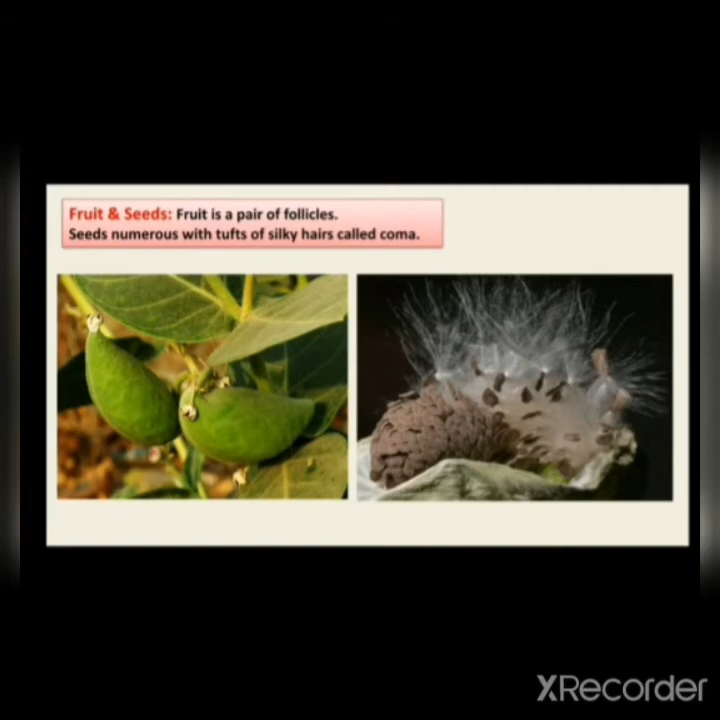 Fruit & Seeds: Fruit is a pair of follicles.
Seeds numerous with tufts of silky hairs called coma.
XRecorder